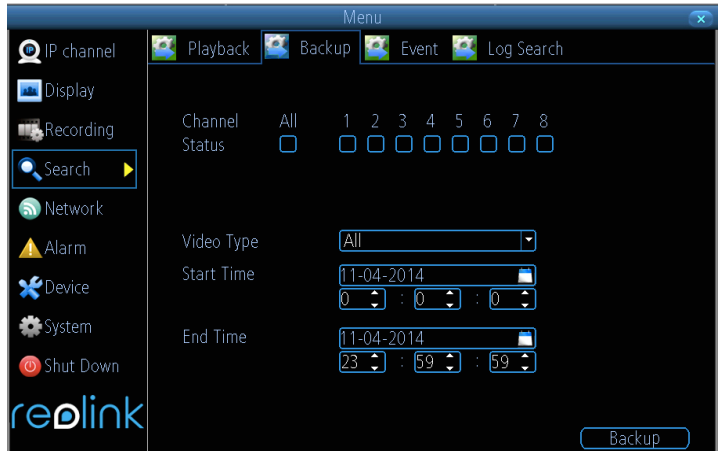 Menu
IP channel
Display
Recording
Search
Network
Alarm
Device
System
Shut Down
reolink
Playback Backup Event Log Search
Channel All 1 2 3 4 5 6 7 8
Status
Video Type All
Start Time 11-04-2014
0 : 0 : 0
End Time 11-04-2014
23 : 59 : 59
Backup